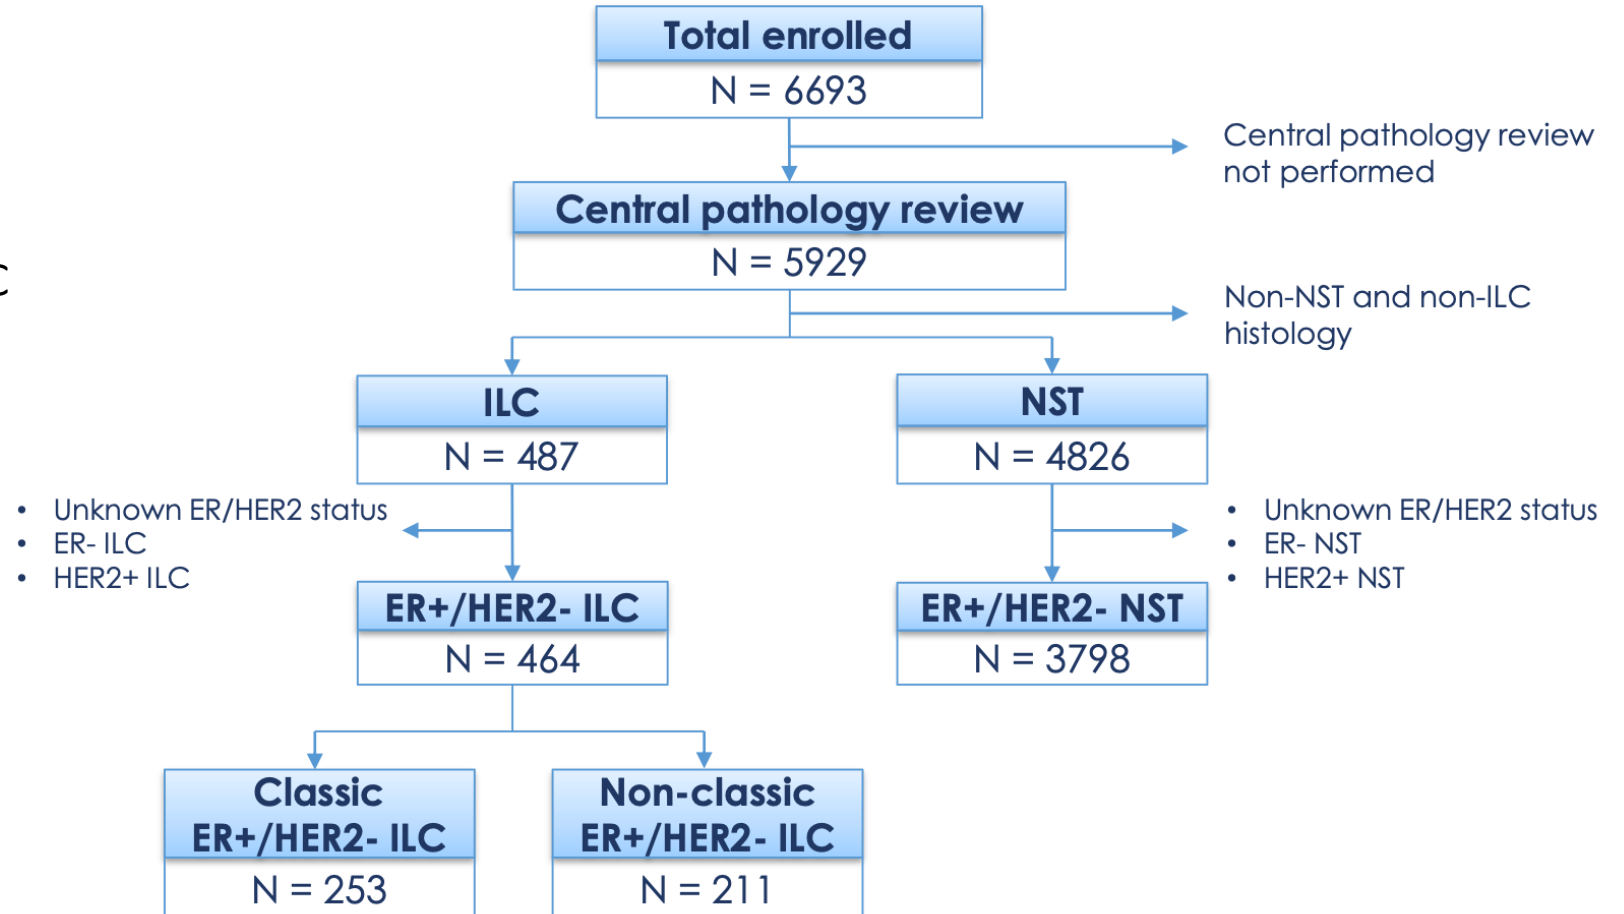 Total enrolled
N = 6693
Central pathology review
not performed
Central pathology review
N = 5929
C
Non-NST and non-ILC
histology
ILC
N = 487
NST
N = 4826
• Unknown ER/HER2 status
• ER- ILC
• HER2+ ILC
• Unknown ER/HER2 status
• ER- NST
• HER2+ NST
ER+/HER2- ILC
N = 464
ER+/HER2- NST
N = 3798
Classic
ER+/HER2- ILC
N = 253
Non-classic
ER+/HER2- ILC
N = 211